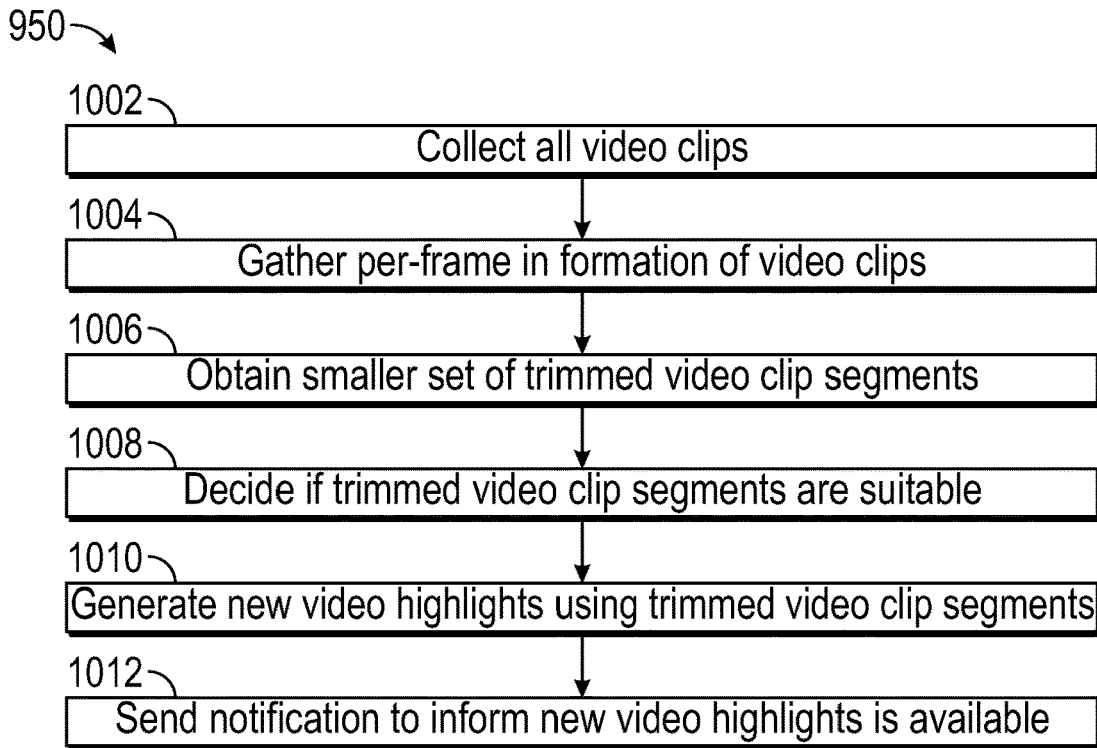 950
1002
Collect all video clips
1004
Gather per-frame in formation of video clips
1006
Obtain smaller set of trimmed video clip segments
1008
Decide if trimmed video clip segments are suitable
1010
Generate new video highlights using trimmed video clip segments
1012
Send notification to inform new video highlights is available